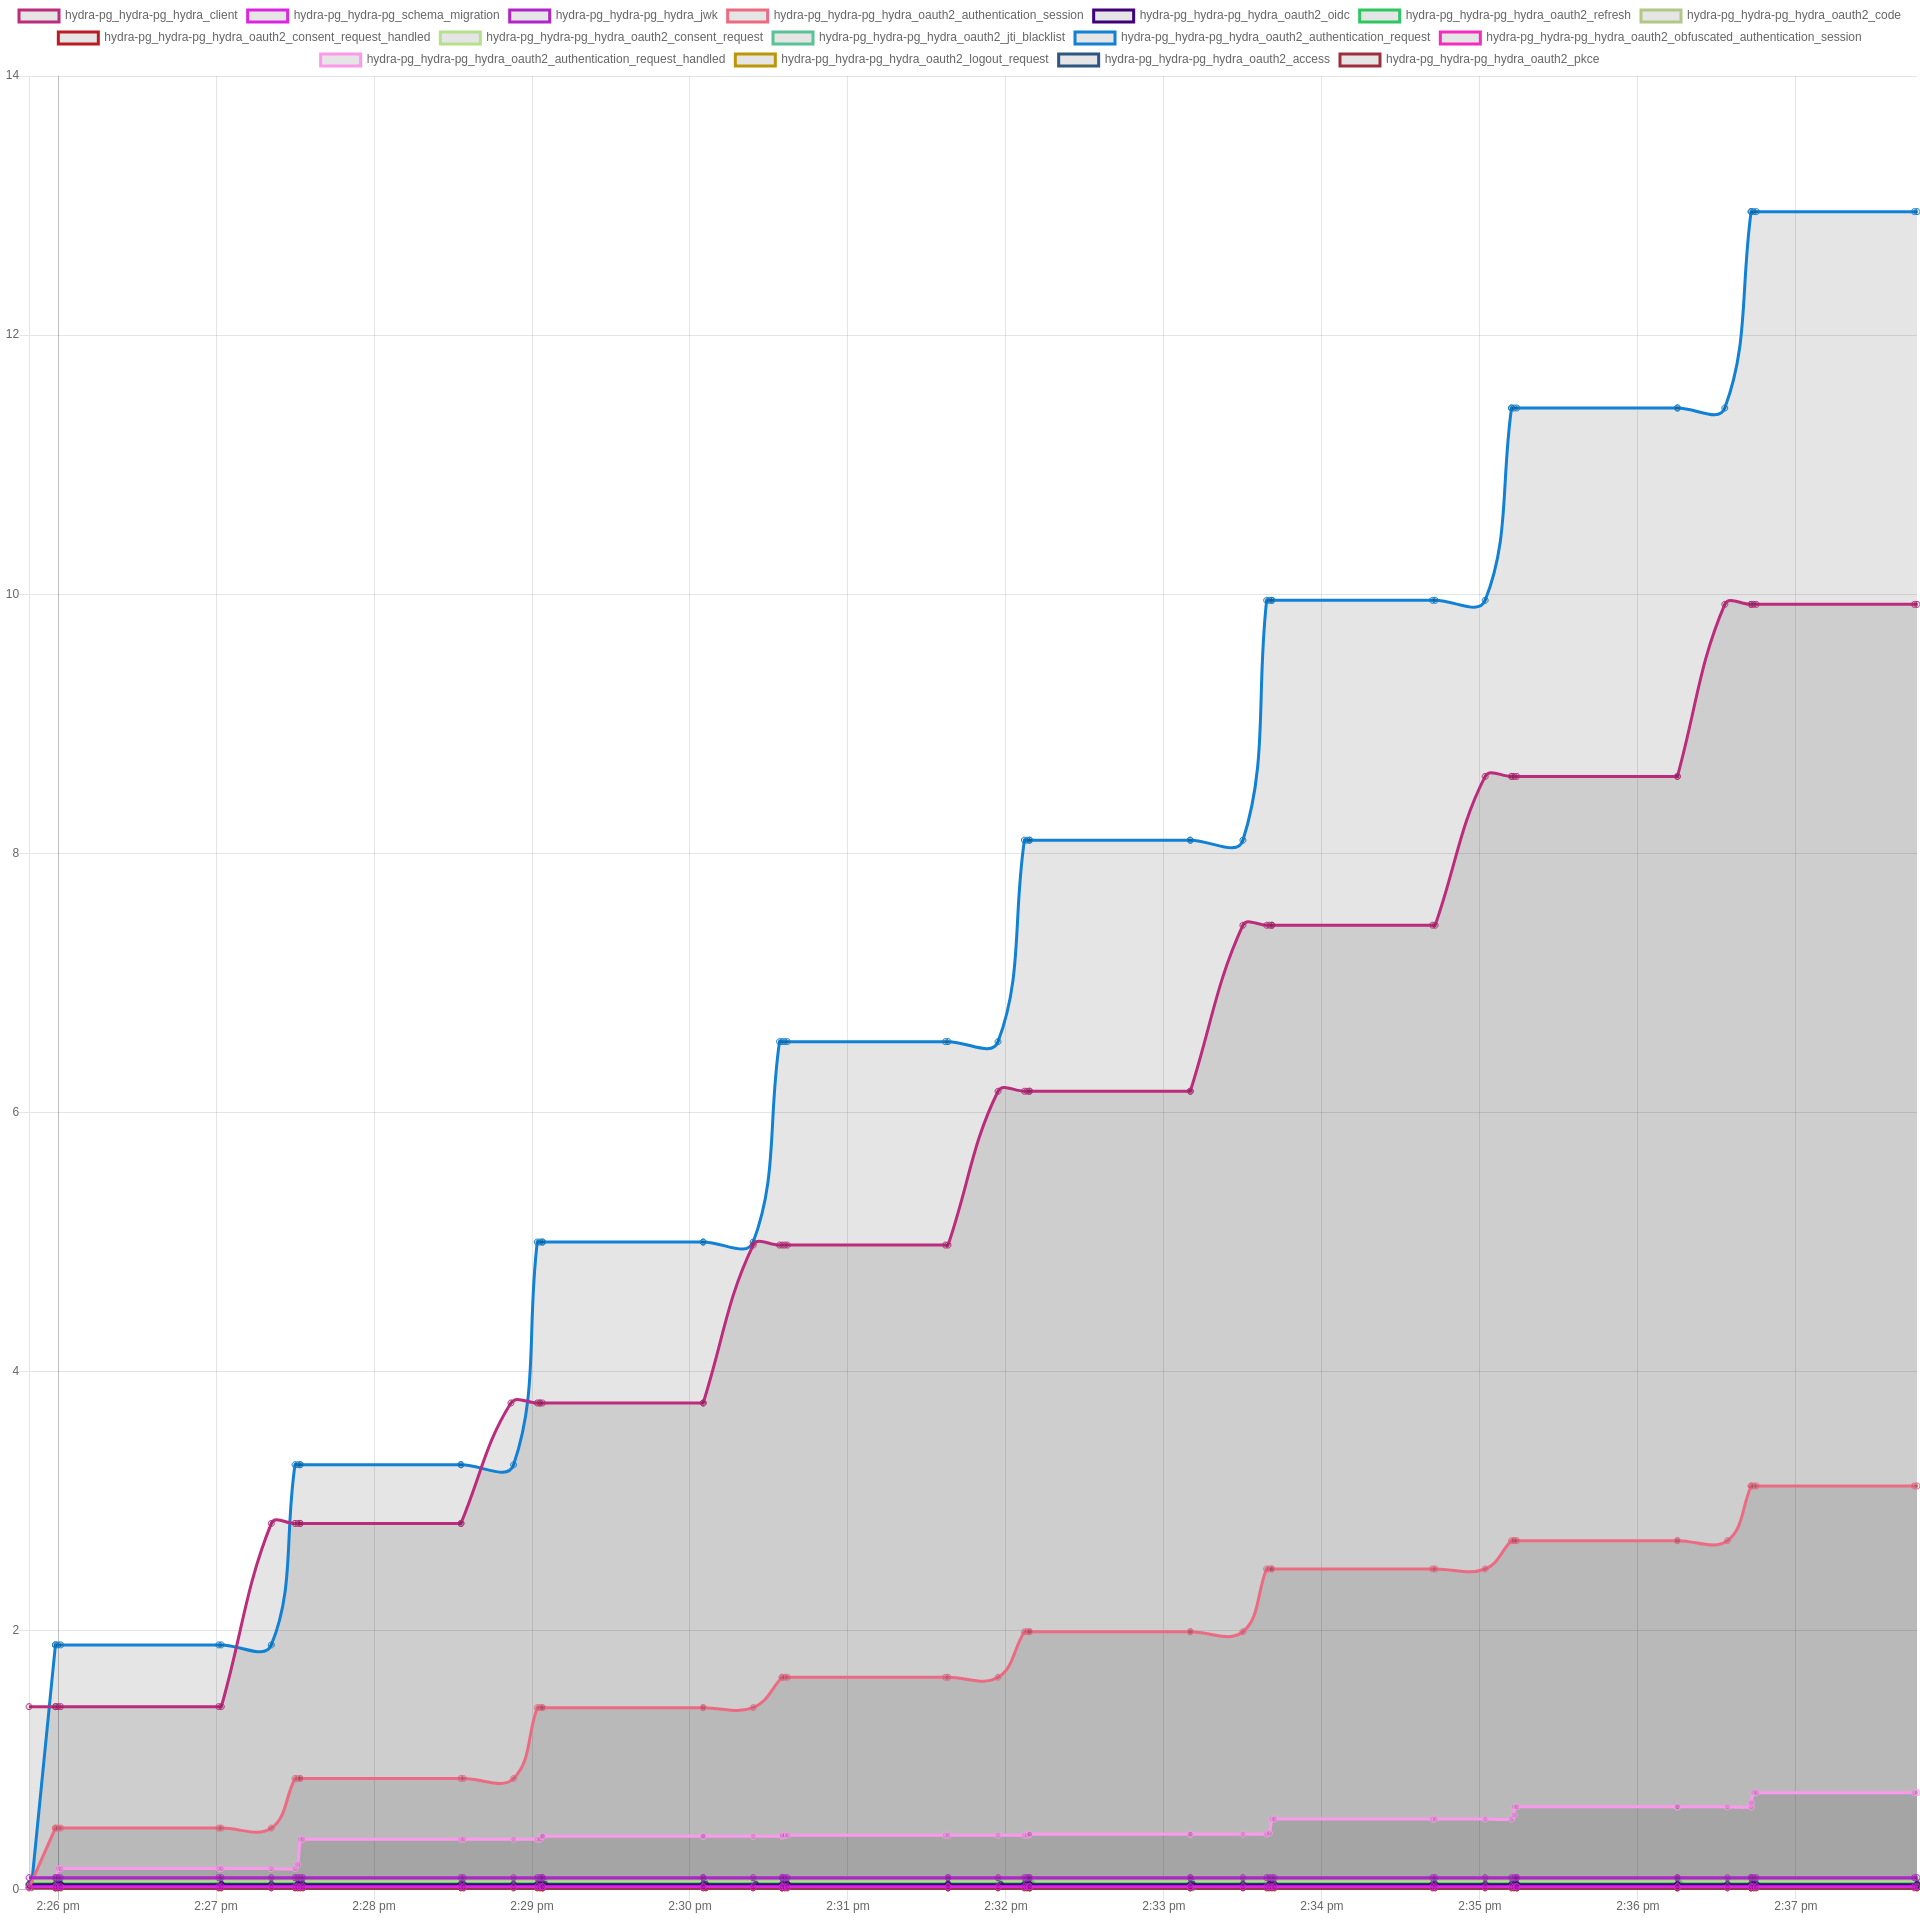 hydra-pg_hydra-pg_hydra_client hydra-pg_hydra-pg_schema_migration hydra-pg_hydra-pg_hydra_jwk hydra-pg_hydra-pg_hydra_oauth2_authentication_session hydra-pg_hydra-pg_hydra_oauth2_oidc hydra-pg_hydra-pg_hydra_oauth2_refresh hydra-pg_hydra-pg_hydra_oauth2_code
hydra-pg_hydra-pg_hydra_oauth2_consent_request_handled hydra-pg_hydra-pg_hydra_oauth2_consent_request hydra-pg_hydra-pg_hydra_oauth2_jti_blacklist hydra-pg_hydra-pg_hydra_oauth2_authentication_request hydra-pg_hydra-pg_hydra_oauth2_obfuscated_authentication_session
hydra-pg_hydra-pg_hydra_oauth2_authentication_request_handled hydra-pg_hydra-pg_hydra_oauth2_logout_request hydra-pg_hydra-pg_hydra_oauth2_access hydra-pg_hydra-pg_hydra_oauth2_pkce
14
12
10
8
6
4
2
0
2:26 pm 2:27 pm 2:28 pm 2:29 pm 2:30 pm 2:31 pm 2:32 pm 2:33 pm 2:34 pm 2:35 pm 2:36 pm 2:37 pm